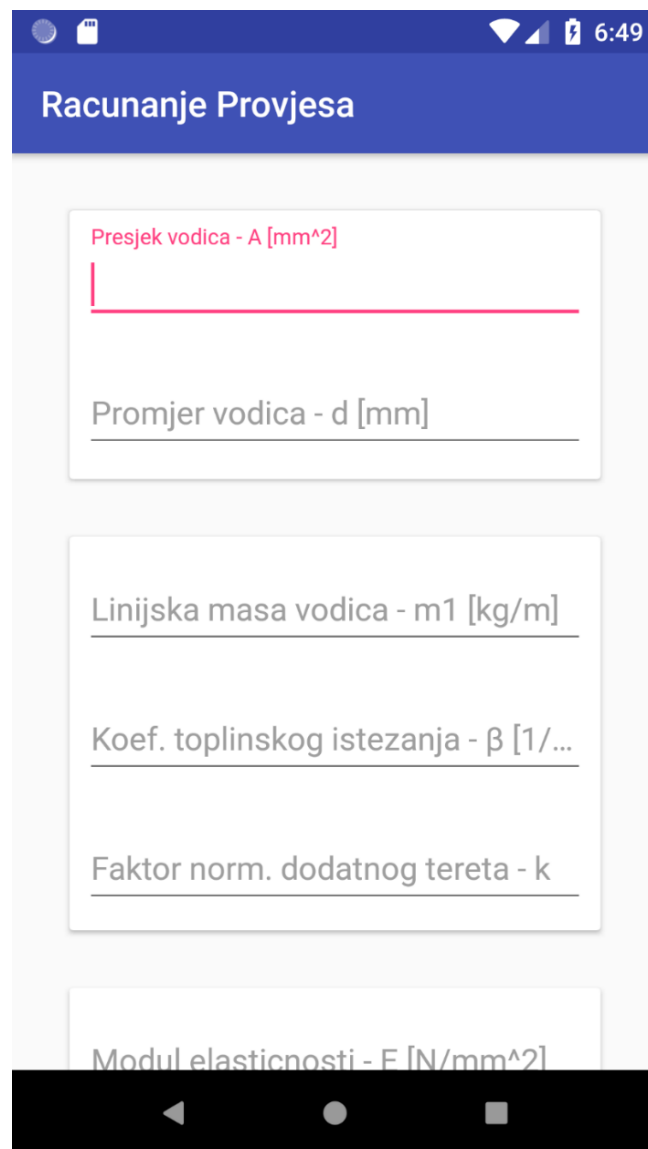 6:49
Racunanje Provjesa
Presjek vodica - A [mm^2]
Promjer vodica - d [mm]
Linijska masa vodica - m1 [kg/m]
Koef. toplinskog istezanja - β [1/...
Faktor norm. dodatnog tereta - k
Modul elasticnosti - E [N/mm^2]